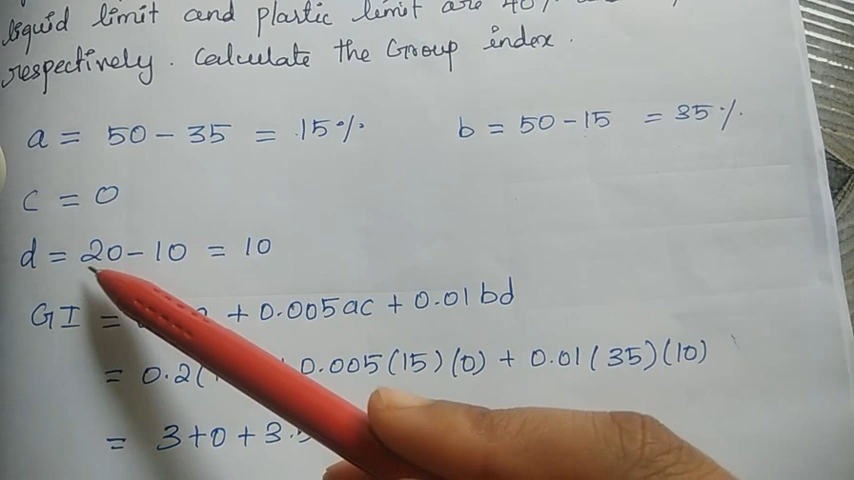 liquid limit and plastic limit are 40%
respectively. Calculate the Group index.
a = 50 - 35 = 15% b = 50 - 15 = 35%.
c = 0
d = 20 - 10 = 10
GI = + 0.005ac + 0.01bd
= 0.2( 0.005(15)(0) + 0.01(35)(10)
= 3+0+3.5